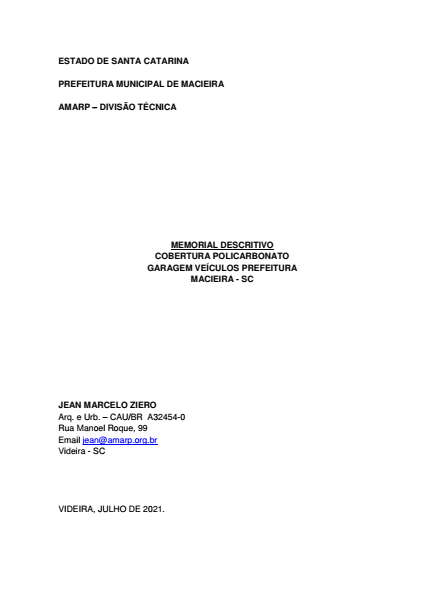 ESTADO DE SANTA CATARINA
PREFEITURA MUNICIPAL DE MACIEIRA
AMARP – DIVISÃO TÉCNICA
MEMORIAL DESCRITIVO
COBERTURA POLICARBONATO
GARAGEM VEÍCULOS PREFEITURA
MACIEIRA - SC
JEAN MARCELO ZIERO
Arq. e Urb. – CAU/BR A32454-0
Rua Manoel Roque, 99
Email jean@amarp.org.br
Videira - SC
VIDEIRA, JULHO DE 2021.